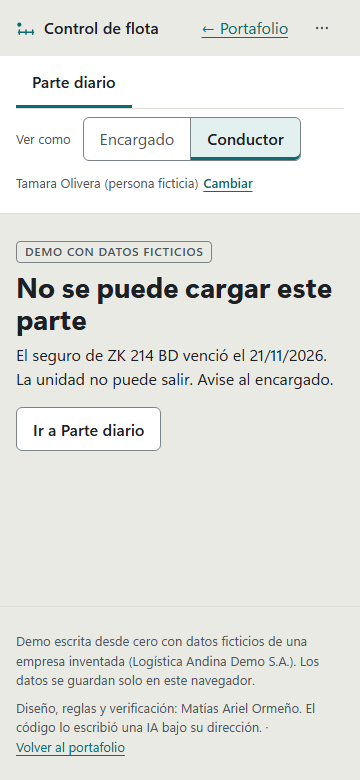 Control de flota
← Portafolio
···
Parte diario
Ver como
Encargado
Conductor
Tamara Olivera (persona ficticia) Cambiar
DEMO CON DATOS FICTICIOS
No se puede cargar este
parte
El seguro de ZK 214 BD venció el 21/11/2026.
La unidad no puede salir. Avise al encargado.
Ir a Parte diario
Demo escrita desde cero con datos ficticios de una
empresa inventada (Logística Andina Demo S.A.). Los
datos se guardan solo en este navegador.
Diseño, reglas y verificación: Matías Ariel Ormeño. El
código lo escribió una IA bajo su dirección. ·
Volver al portafolio